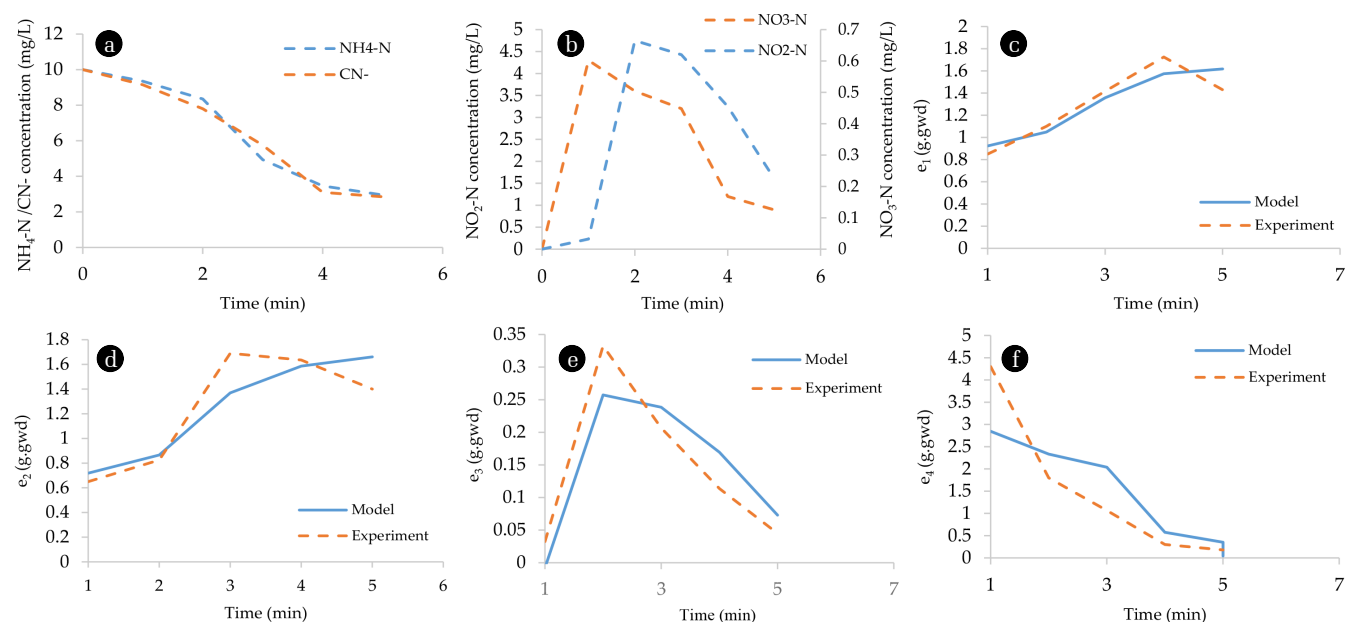 a
NH4-N
CN-
NH₄-N /CN- concentration (mg/L)
12
10
8
6
4
2
0
0 2 4 6
Time (min)
b
NO3-N
NO2-N
NO₂-N concentration (mg/L)
5
4.5
4
3.5
3
2.5
2
1.5
1
0.5
0
0.7
0.6
0.5
0.4
0.3
0.2
0.1
0
NO₃-N concentration (mg/L)
0 2 4 6
Time (min)
c
e₁ (g.gwd)
2
1.8
1.6
1.4
1.2
1
0.8
0.6
0.4
0.2
0
Model
Experiment
1 3 5 7
Time (min)
d
e₂ (g.gwd)
1.8
1.6
1.4
1.2
1
0.8
0.6
0.4
0.2
0
Model
Experiment
1 2 3 4 5 6
Time (min)
e
e₃ (g.gwd)
0.35
0.3
0.25
0.2
0.15
0.1
0.05
0
Model
Experiment
1 3 5 7
Time (min)
f
e₄ (g.gwd)
5
4.5
4
3.5
3
2.5
2
1.5
1
0.5
0
Model
Experiment
1 3 5 7
Time (min)